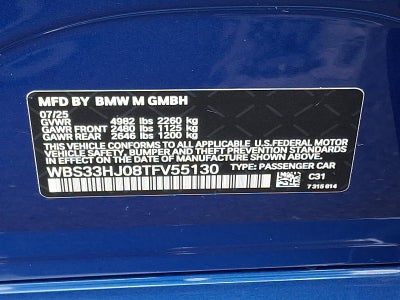 MFD BY BMW M GMBH
07/25
GVWR 4982 lbs 2260 kg
GAWR FRONT 2480 lbs 1125 kg
GAWR REAR 2646 lbs 1200 kg
THIS VEHICLE CONFORMS TO ALL APPLICABLE U.S.FEDERAL MOTOR
VEHICLE SAFETY, BUMPER, AND THEFT PREVENTION STANDARDS
IN EFFECT ON THE DATE OF MANUFACTURE SHOWN ABOVE.
WBS33HJ08TFV55130 TYPE: PASSENGER CAR
C31
7 315 614